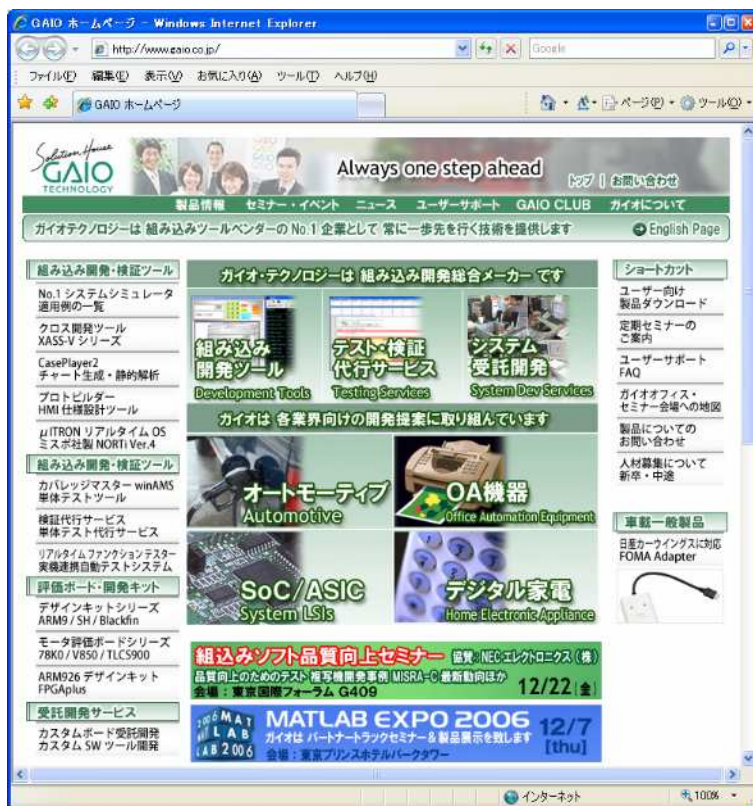 GAIO ホームページ - Windows Internet Explorer
http://www.gaio.co.jp/
Google
ファイル(F) 編集(E) 表示(V) お気に入り(A) ツール(T) ヘルプ(H)
GAIO ホームページ
ページ(P) ツール(O)
Solution House
GAIO
TECHNOLOGY
Always one step ahead
トップ | お問い合わせ
製品情報 セミナー・イベント ニュース ユーザーサポート GAIO CLUB ガイオについて
ガイオテクノロジーは 組み込みツールベンダーの No.1 企業として 常に一歩先を行く技術を提供します
English Page
組み込み開発・検証ツール
No.1 システムシミュレータ
適用例の一覧
クロス開発ツール
XASS-V シリーズ
CasePlayer2
チャート生成・静的解析
プロトビルダー
HMI 仕様設計ツール
μITRON リアルタイム OS
ミスポ社製 NORTi Ver.4
組み込み開発・検証ツール
カバレッジマスター winAMS
単体テストツール
検証代行サービス
単体テスト代行サービス
リアルタイム ファンクションテスター
実機連携自動テストシステム
評価ボード・開発キット
デザインキットシリーズ
ARM9 / SH / Blackfin
モータ評価ボードシリーズ
78K0 / V850 / TLCS900
ARM926 デザインキット
FPGAplus
受託開発サービス
カスタムボード受託開発
カスタム SW ツール開発
ガイオ・テクノロジーは 組み込み開発総合メーカー です
組み込み
開発ツール
Development Tools
テスト・検証
代行サービス
Testing Services
システム
受託開発
System Dev Services
ガイオは 各業界向けの開発提案に取り組んでいます
オートモーティブ
Automotive
OA機器
Office Automation Equipment
SoC/ASIC
System LSIs
デジタル家電
Home Electronic Appliance
組込みソフト品質向上セミナー 協賛:NECエレクトロニクス(株)
品質向上のためのテスト 複写機開発事例 MISRA-C 最新動向ほか
会場:東京国際フォーラム G409
12/22(金)
2006 MAT
LAB
LAB 2006
MATLAB EXPO 2006
ガイオは パートナートラックセミナー & 製品展示を致します
会場:東京プリンスホテルパークタワー
12/7
[thu]
ショートカット
ユーザー向け
製品ダウンロード
定期セミナーの
ご案内
ユーザーサポート
FAQ
ガイオオフィス・
セミナー会場への地図
製品についての
お問い合わせ
人材募集について
新卒・中途
車載一般製品
日産カーウイングスに対応
FOMA Adapter
インターネット
100%